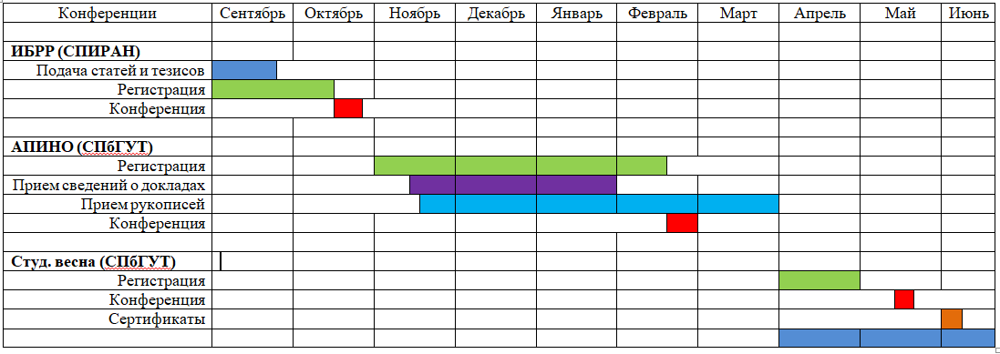 Конференции Сентябрь Октябрь Ноябрь Декабрь Январь Февраль Март Апрель Май Июнь
ИБРР (СПИРАН)
Подача статей и тезисов
Регистрация
Конференция
АПИНО (СПбГУТ)
Регистрация
Прием сведений о докладах
Прием рукописей
Конференция
Студ. весна (СПбГУТ)
Регистрация
Конференция
Сертификаты